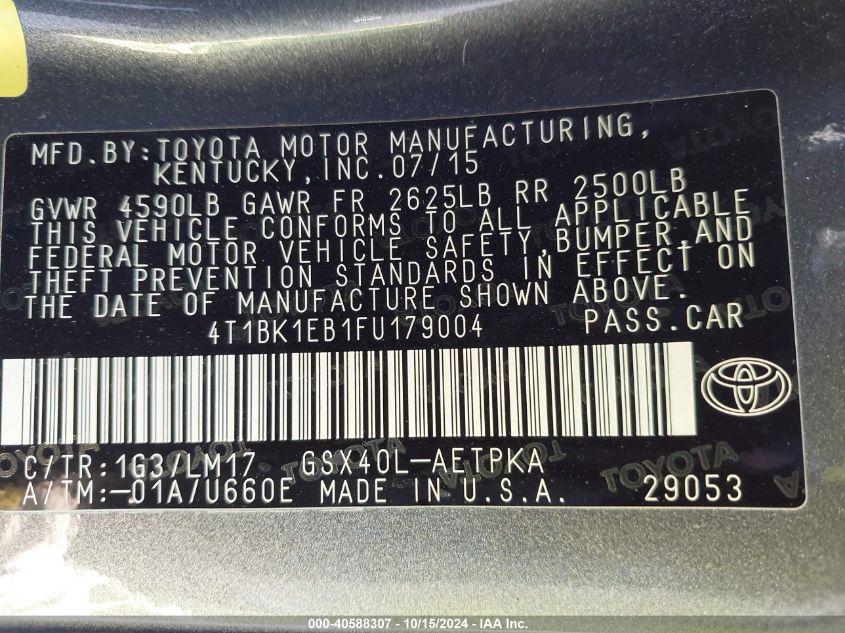 MFD.BY:TOYOTA MOTOR MANUFACTURING,
KENTUCKY,INC.07/15
GVWR 4590LB GAWR FR 2625LB RR 2500LB
THIS VEHICLE CONFORMS TO ALL APPLICABLE
FEDERAL MOTOR VEHICLE SAFETY,BUMPER,AND
THEFT PREVENTION STANDARDS IN EFFECT ON
THE DATE OF MANUFACTURE SHOWN ABOVE.
4T1BK1EB1FU179004 PASS.CAR
C/TR:1G3/LM17 GSX40L-AETPKA
A/TM:-01A/U660E MADE IN U.S.A. 29053
000-40588307 - 10/15/2024 - IAA Inc.